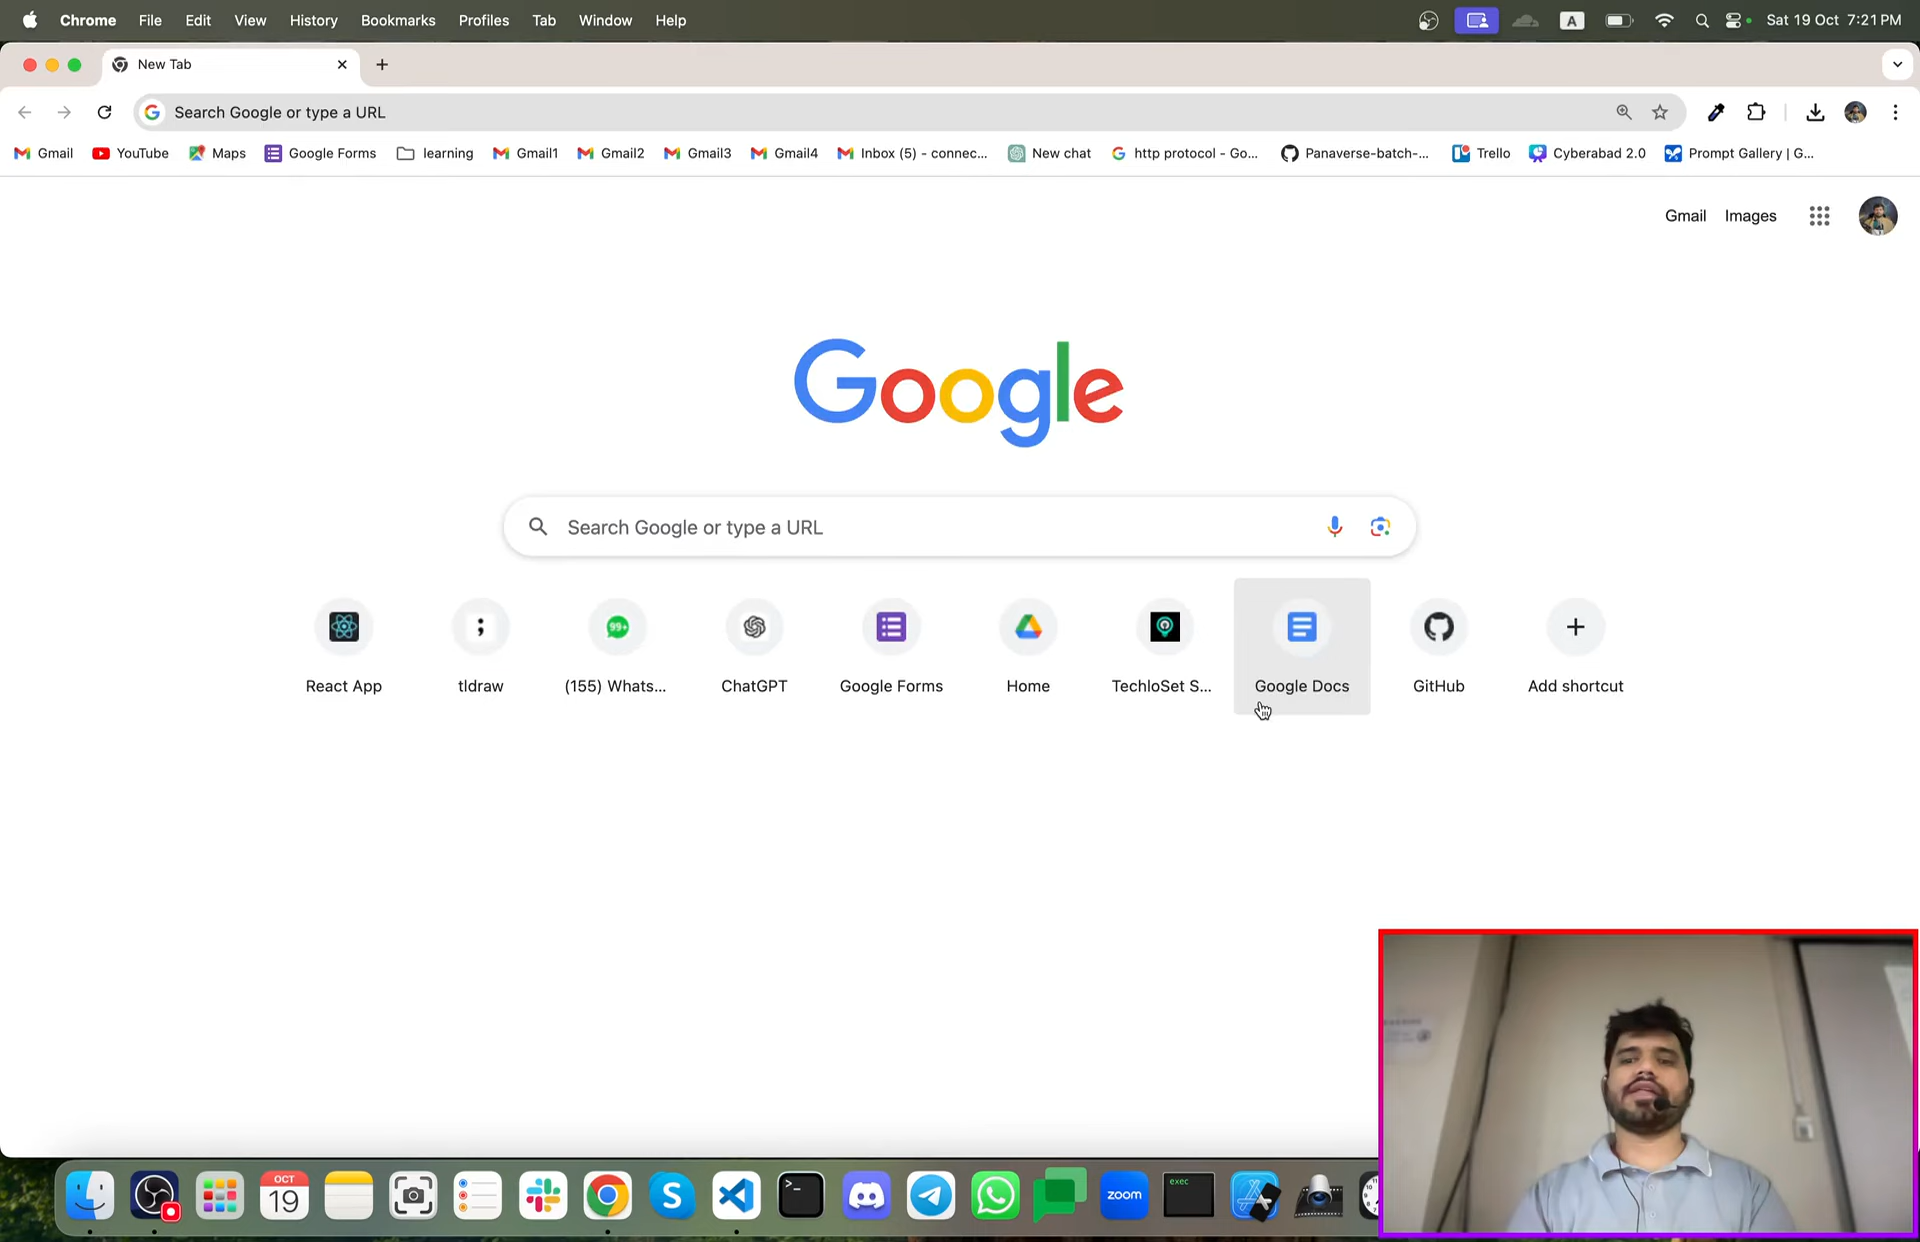 Chrome File Edit View History Bookmarks Profiles Tab Window Help A Sat 19 Oct 7:21 PM
New Tab
Search Google or type a URL
Gmail YouTube Maps Google Forms learning Gmail1 Gmail2 Gmail3 Gmail4 Inbox (5) - connec... New chat http protocol - Go... Panaverse-batch-... Trello Cyberabad 2.0 Prompt Gallery | G...
Gmail Images
Google
Search Google or type a URL
99+
React App tldraw (155) Whats... ChatGPT Google Forms Home TechloSet S... Google Docs GitHub Add shortcut
OCT
19
S
>_
zoom
exec